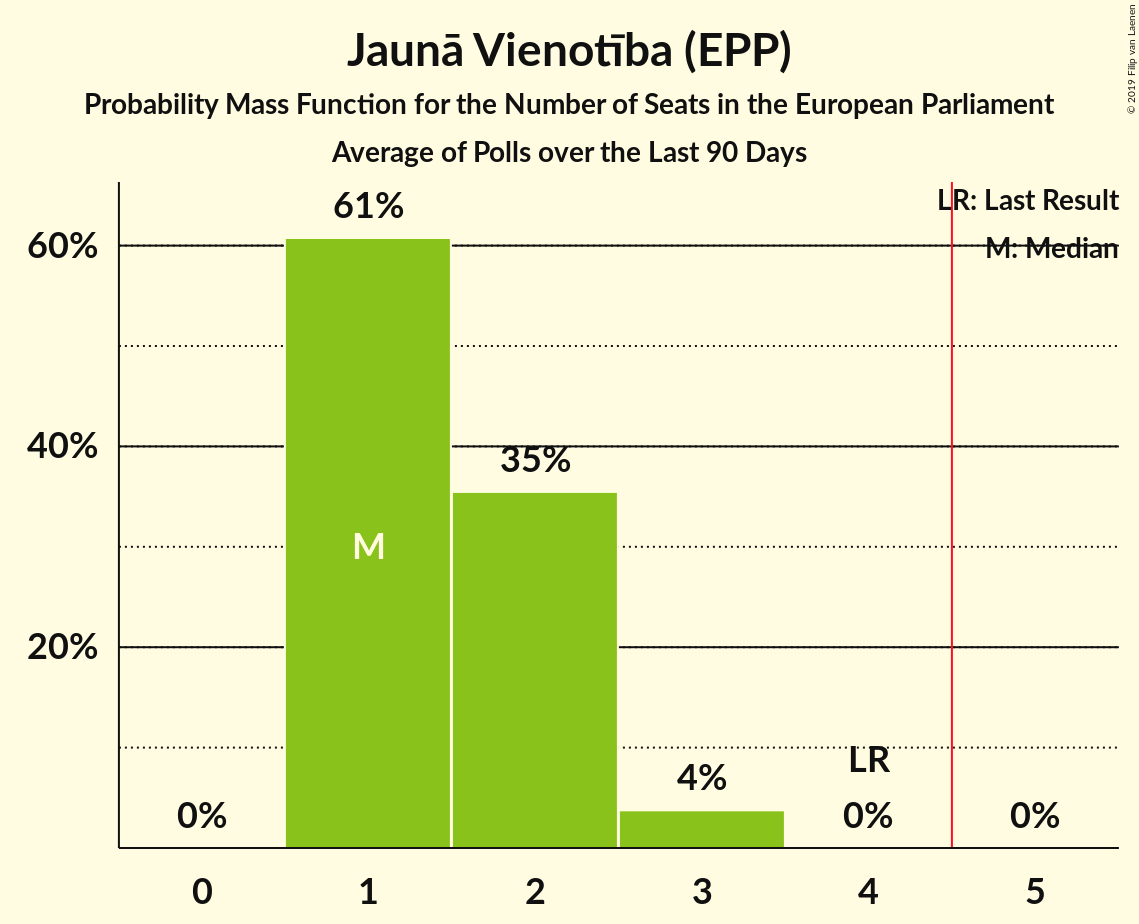 Jaunā Vienotība (EPP)
Probability Mass Function for the Number of Seats in the European Parliament
Average of Polls over the Last 90 Days
© 2019 Filip van Laenen
LR: Last Result
M: Median
61%
60%
40%
35%
M
20%
LR
4%
0%
0%
0%
0
1
2
3
4
5